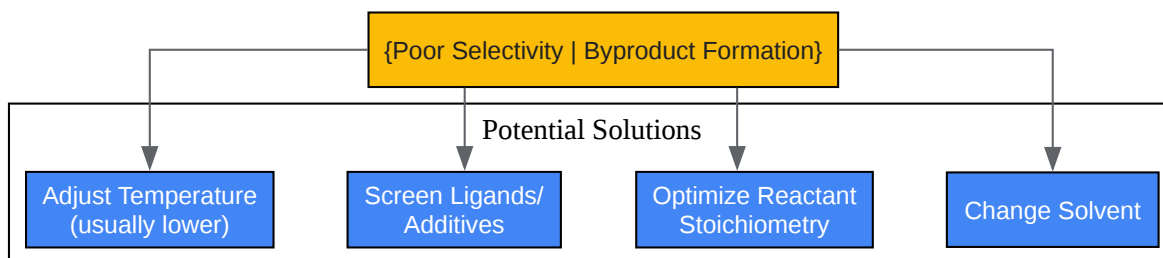 {Poor Selectivity | Byproduct Formation}
Potential Solutions
Adjust Temperature
(usually lower)
Screen Ligands/
Additives
Optimize Reactant
Stoichiometry
Change Solvent